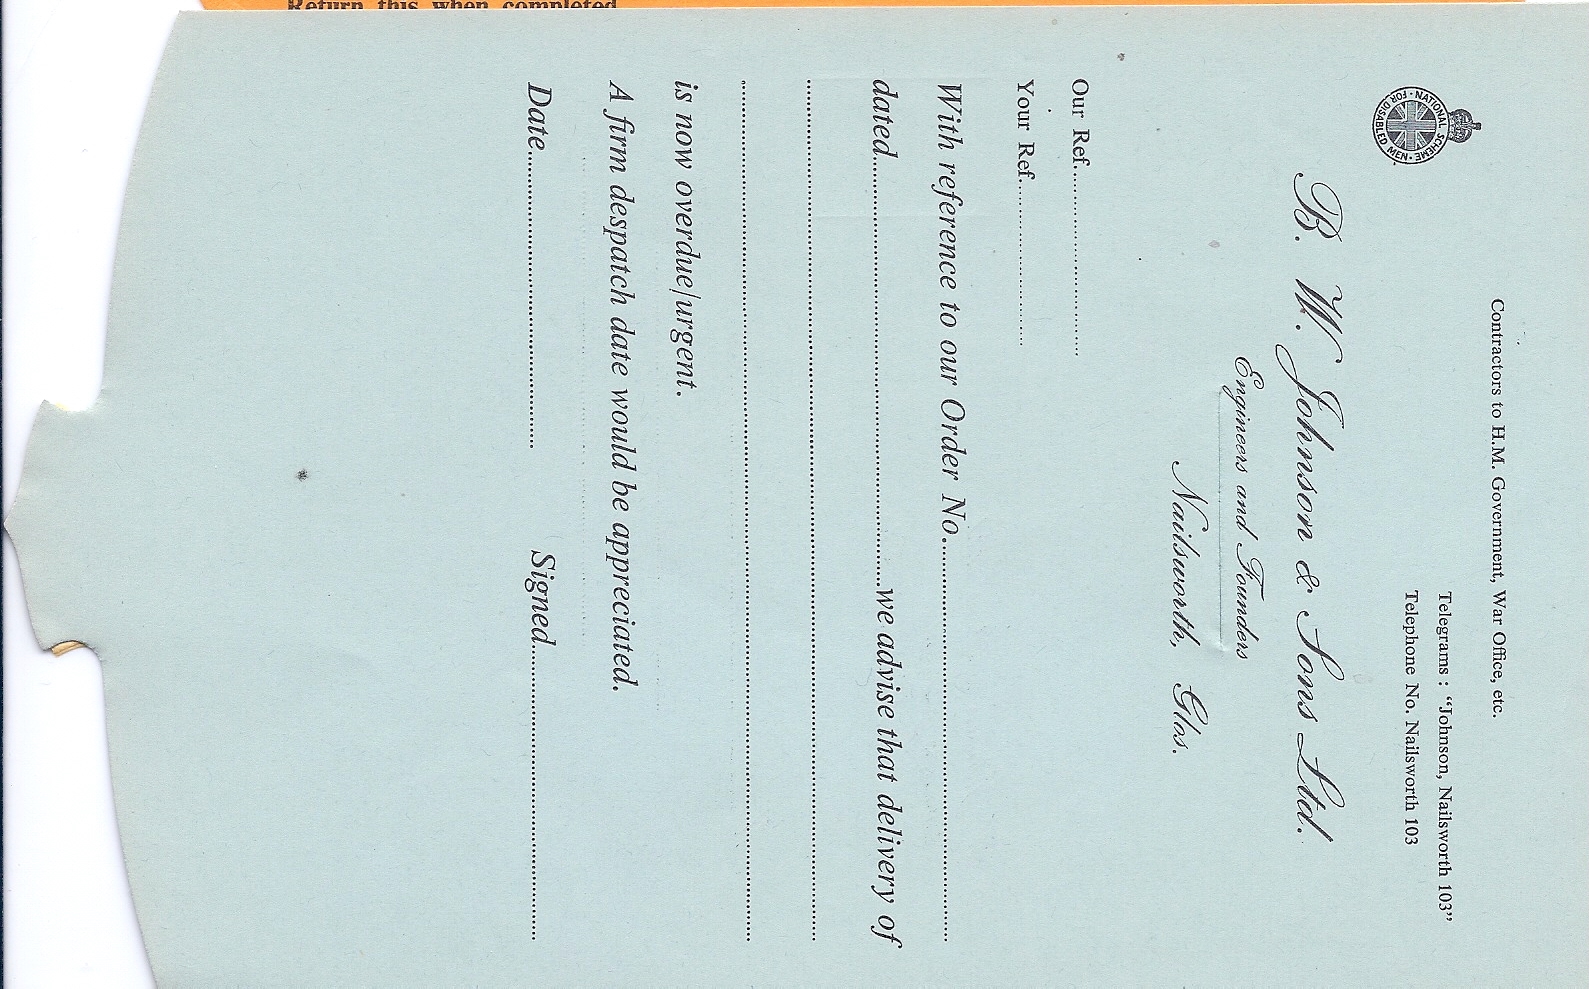 Return this when completed
Contractors to H.M. Government, War Office, etc.
Telegrams : "Johnson, Nailsworth 103"
Telephone No. Nailsworth 103
NATIONAL SCHEME · FOR DISABLED MEN ·
B. W. Johnson & Sons Ltd.
Engineers and Founders
Nailsworth, Glos.
Our Ref.
Your Ref.
With reference to our Order No.
dated we advise that delivery of
is now overdue/urgent.
A firm despatch date would be appreciated.
Date Signed